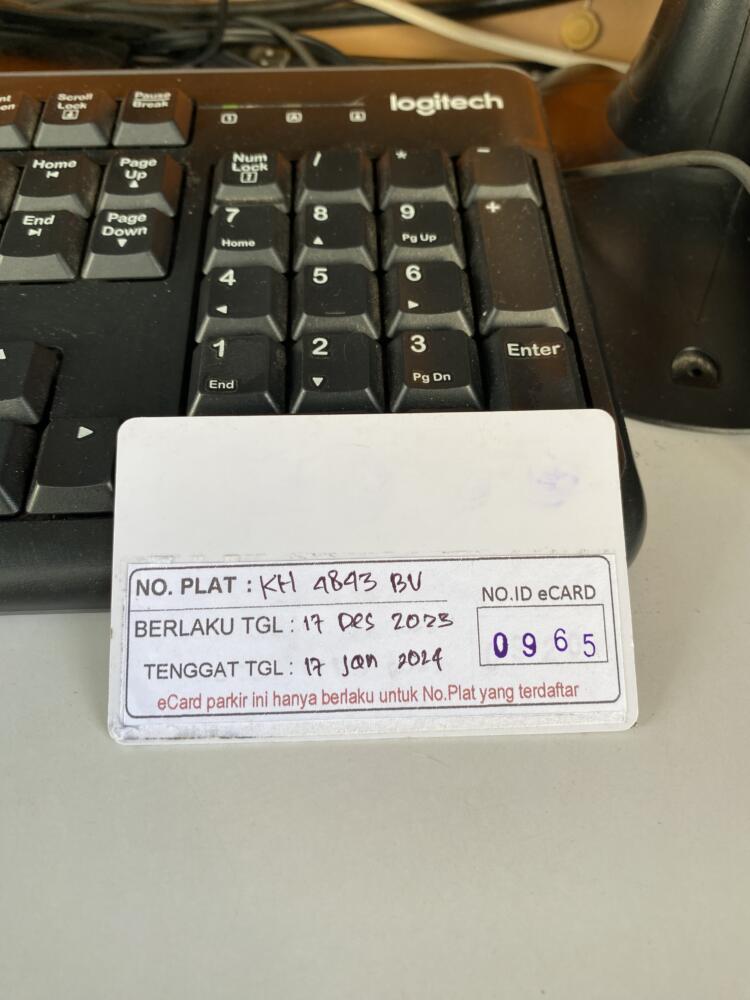 logitech
Scroll Lock
Pause Break
Home
Page Up
Num Lock
/
*
-
End
Page Down
7 Home
8
9 Pg Up
+
4
5
6
1 End
2
3 Pg Dn
Enter
NO. PLAT : KH 4843 BV
NO.ID eCARD
BERLAKU TGL : 17 Des 2023
0965
TENGGAT TGL : 17 Jan 2024
eCard parkir ini hanya berlaku untuk No.Plat yang terdaftar